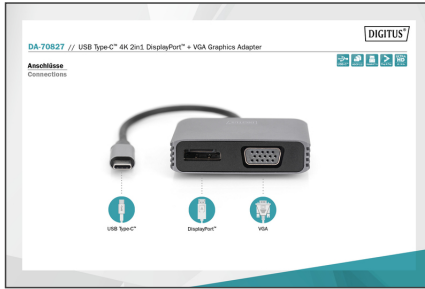 DIGITUS®
DA-70827 // USB Type-C™ 4K 2in1 DisplayPort™ + VGA Graphics Adapter
Anschlüsse
Connections
USB Type-C™
DisplayPort™
VGA